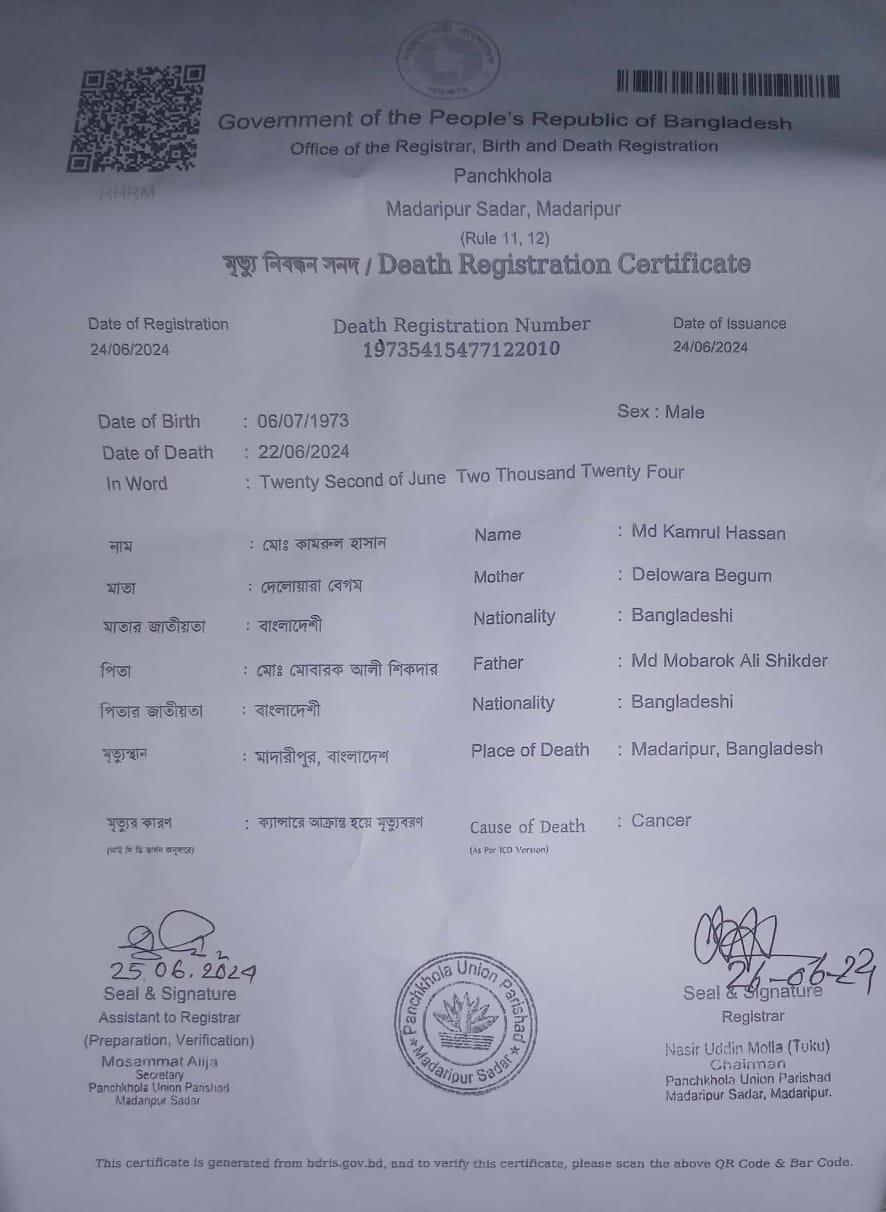 Government of the People's Republic of Bangladesh
Office of the Registrar, Birth and Death Registration
RHRM
Panchkhola
Madaripur Sadar, Madaripur
(Rule 11, 12)
মৃত্যু নিবন্ধন সনদ / Death Registration Certificate
Date of Registration Death Registration Number Date of Issuance
24/06/2024 19735415477122010 24/06/2024
Date of Birth : 06/07/1973 Sex : Male
Date of Death : 22/06/2024
In Word : Twenty Second of June Two Thousand Twenty Four
নাম : মোঃ কামরুল হাসান Name : Md Kamrul Hassan
মাতা : দেলোয়ারা বেগম Mother : Delowara Begum
মাতার জাতীয়তা : বাংলাদেশী Nationality : Bangladeshi
পিতা : মোঃ মোবারক আলী শিকদার Father : Md Mobarok Ali Shikder
পিতার জাতীয়তা : বাংলাদেশী Nationality : Bangladeshi
মৃত্যুস্থান : মাদারীপুর, বাংলাদেশ Place of Death : Madaripur, Bangladesh
মৃত্যুর কারণ : ক্যান্সারে আক্রান্ত হয়ে মৃত্যুবরণ Cause of Death : Cancer
(As Per ICD Version)
25.06.2024 26-06-24
Seal & Signature Seal & Signature
Assistant to Registrar Registrar
(Preparation, Verification)
Mosammat Alija Nasir Uddin Molla (Tuku)
Secretary Chairman
Panchkhola Union Parishad Panchkhola Union Parishad
Madaripur Sadar Madaripur Sadar, Madaripur.
Panchkhola Union Parishad
★ Madaripur Sadar ★
This certificate is generated from bdris.gov.bd, and to verify this certificate, please scan the above QR Code & Bar Code.